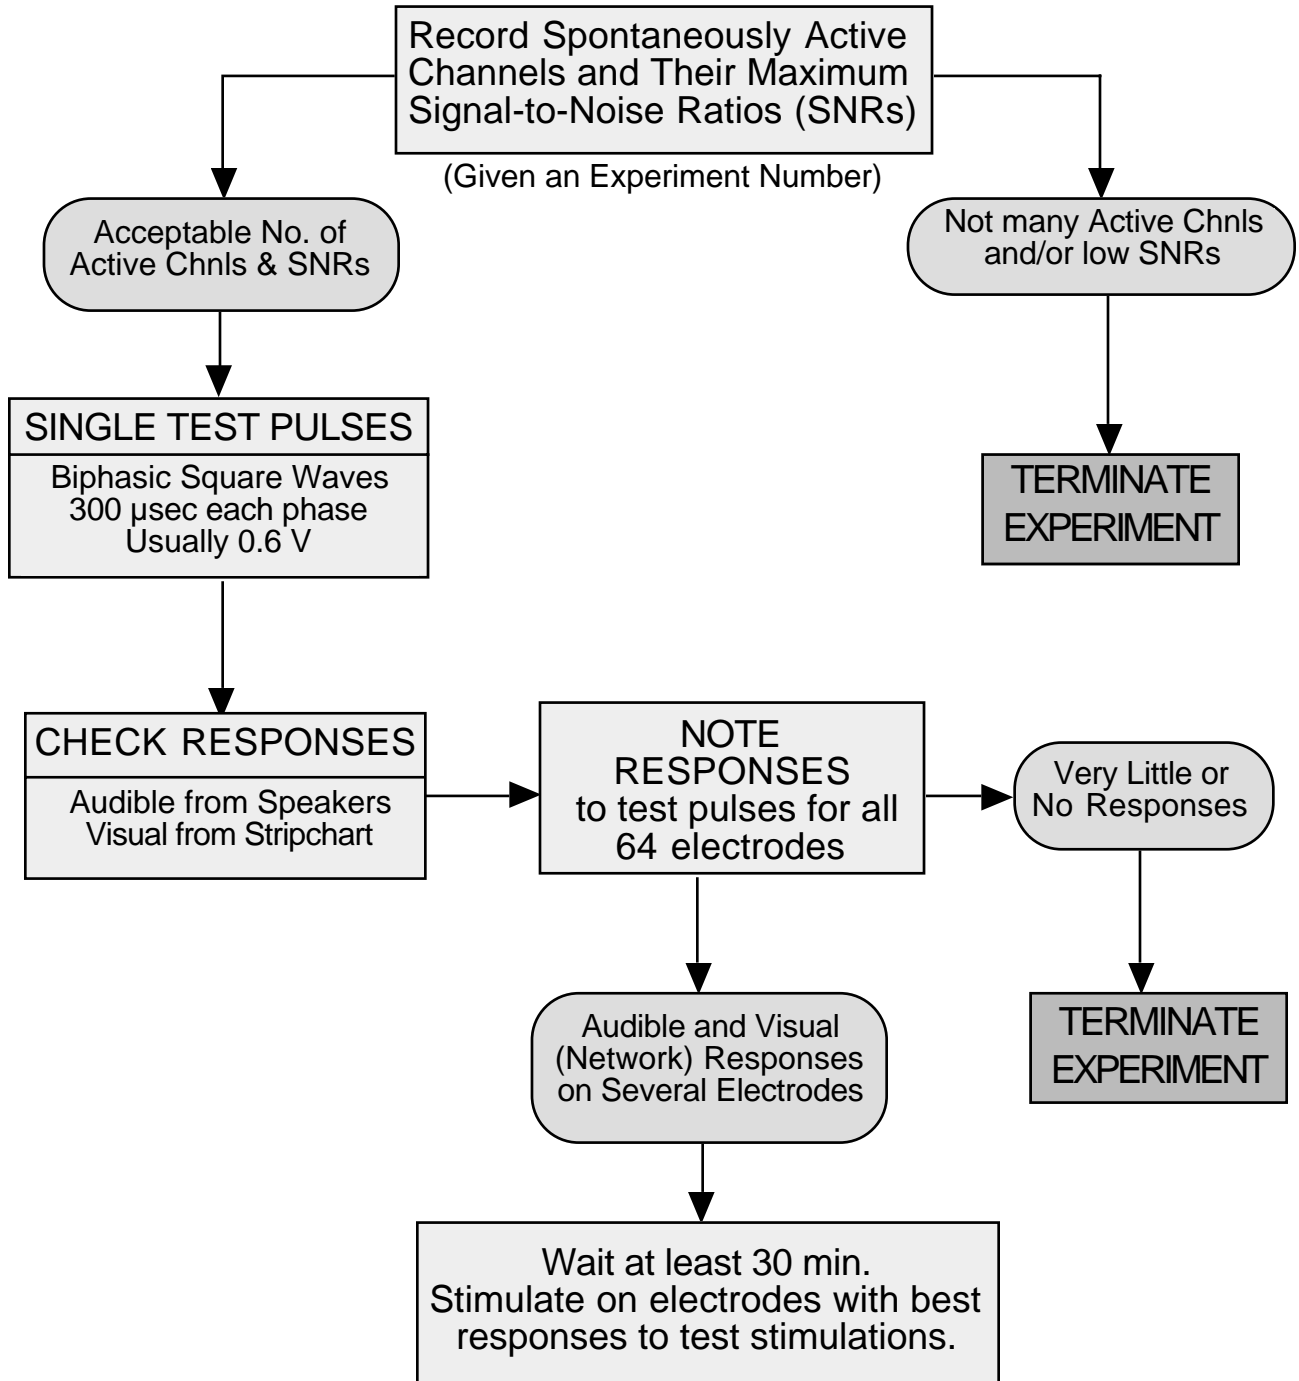 Record Spontaneously Active
Channels and Their Maximum
Signal-to-Noise Ratios (SNRs)
(Given an Experiment Number)
Acceptable No. of
Active Chnls & SNRs
Not many Active Chnls
and/or low SNRs
SINGLE TEST PULSES
Biphasic Square Waves
300 µsec each phase
Usually 0.6 V
TERMINATE
EXPERIMENT
CHECK RESPONSES
Audible from Speakers
Visual from Stripchart
NOTE
RESPONSES
to test pulses for all
64 electrodes
Very Little or
No Responses
Audible and Visual
(Network) Responses
on Several Electrodes
TERMINATE
EXPERIMENT
Wait at least 30 min.
Stimulate on electrodes with best
responses to test stimulations.